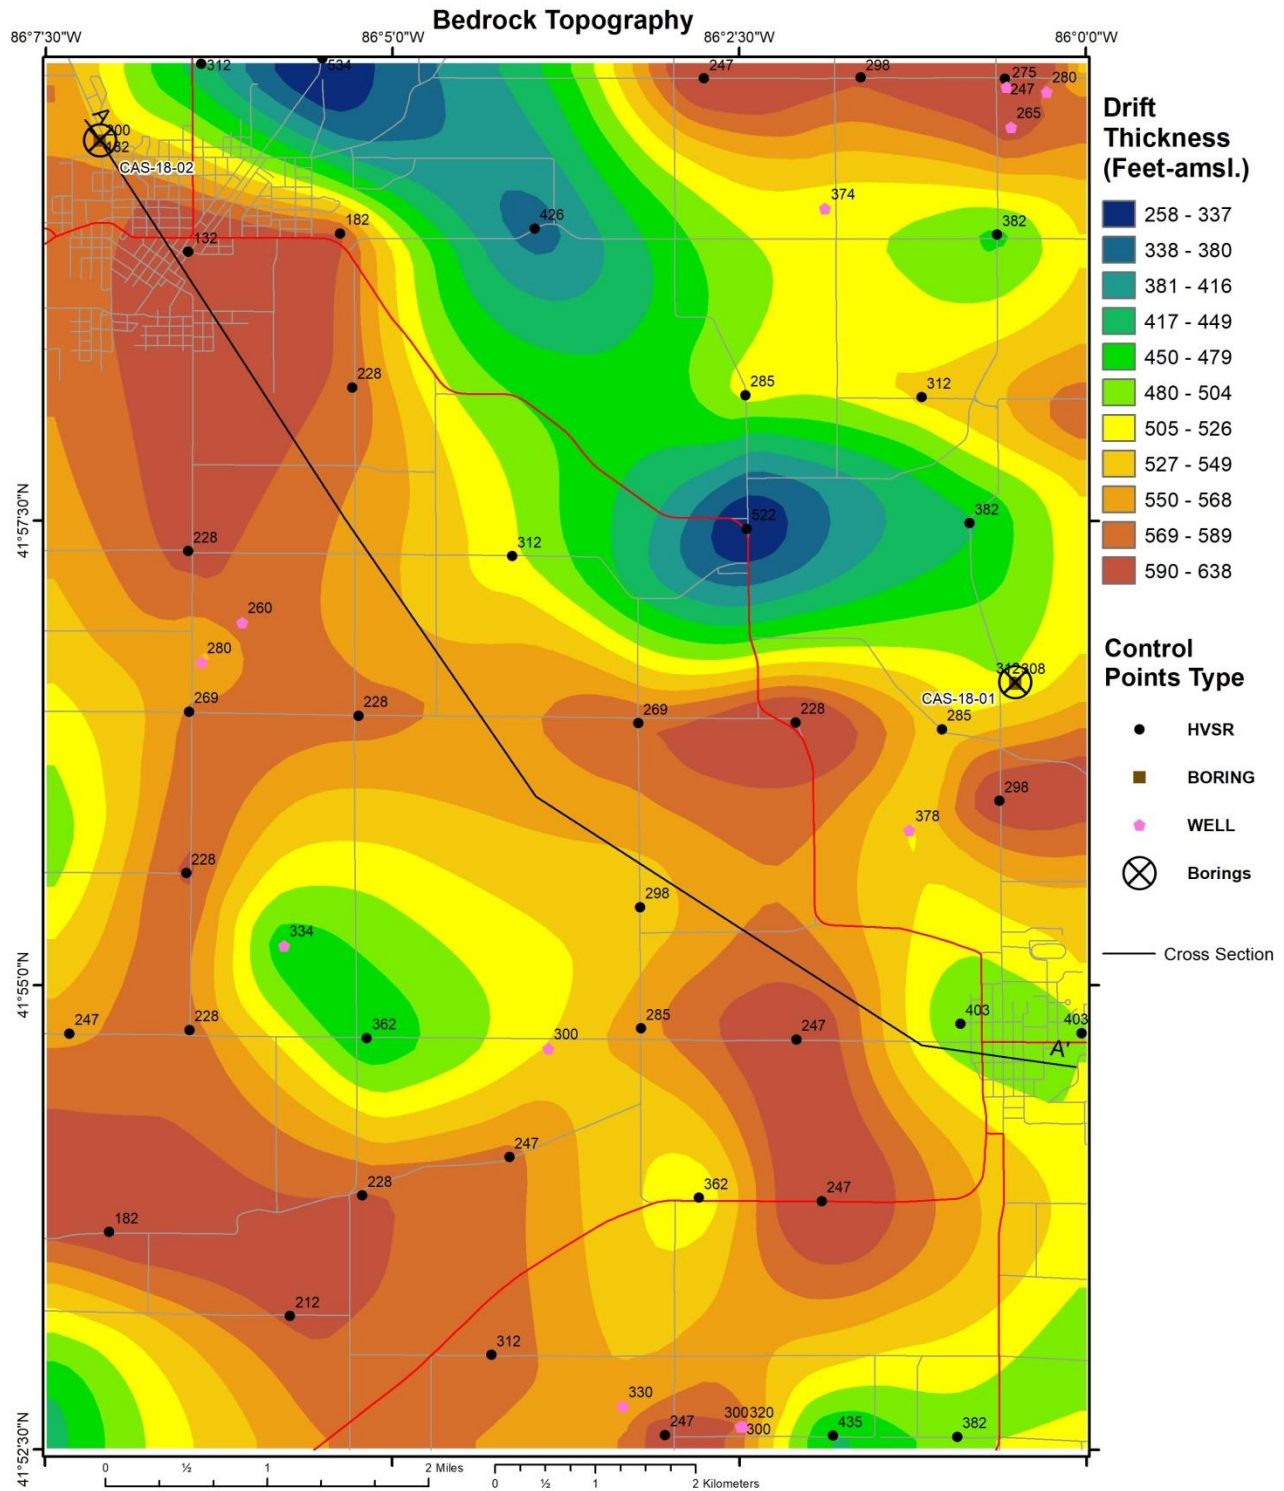 Bedrock Topography
86°7'30"W
86°5'0"W
86°2'30"W
86°0'0"W
312
534
247
298
275
280
247
265
A
200
182
CAS-18-02
374
182
426
382
132
228
285
312
41°57'30"N
228
312
522
382
260
280
312 308
CAS-18-01
269
228
269
228
285
298
378
228
298
334
41°55'0"N
247
228
362
300
285
247
403
403
A'
247
228
362
247
182
212
312
330
247
300 320
300
435
382
41°52'30"N
0 ½ 1 2 Miles
0 ½ 1 2 Kilometers
Drift
Thickness
(Feet-amsl.)
258 - 337
338 - 380
381 - 416
417 - 449
450 - 479
480 - 504
505 - 526
527 - 549
550 - 568
569 - 589
590 - 638
Control
Points Type
HVSR
BORING
WELL
Borings
Cross Section